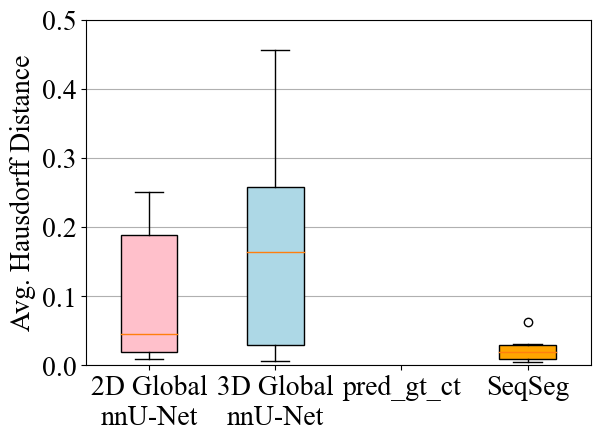 0.5
0.4
0.3
0.2
0.1
0.0
Avg. Hausdorff Distance
2D Global
nnU-Net
3D Global
nnU-Net
pred_gt_ct
SeqSeg